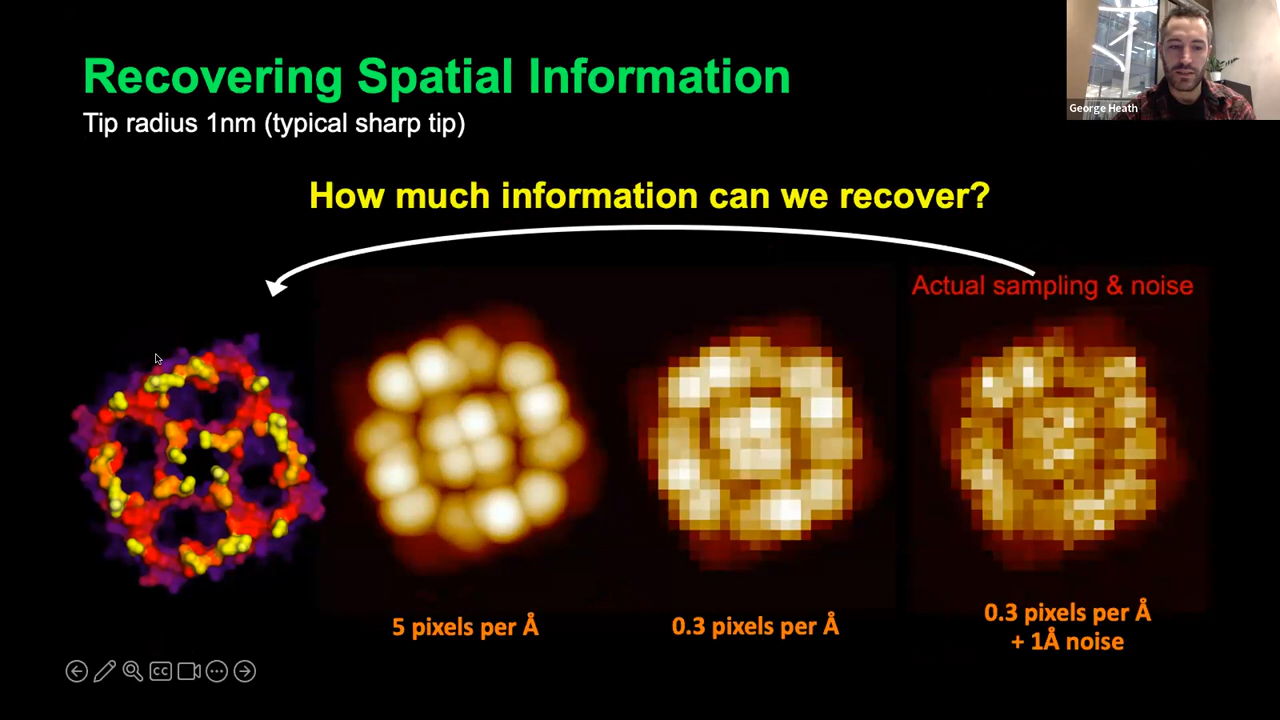 Recovering Spatial Information
Tip radius 1nm (typical sharp tip)
George Heath
How much information can we recover?
Actual sampling & noise
5 pixels per Å
0.3 pixels per Å
0.3 pixels per Å
+ 1Å noise
CC